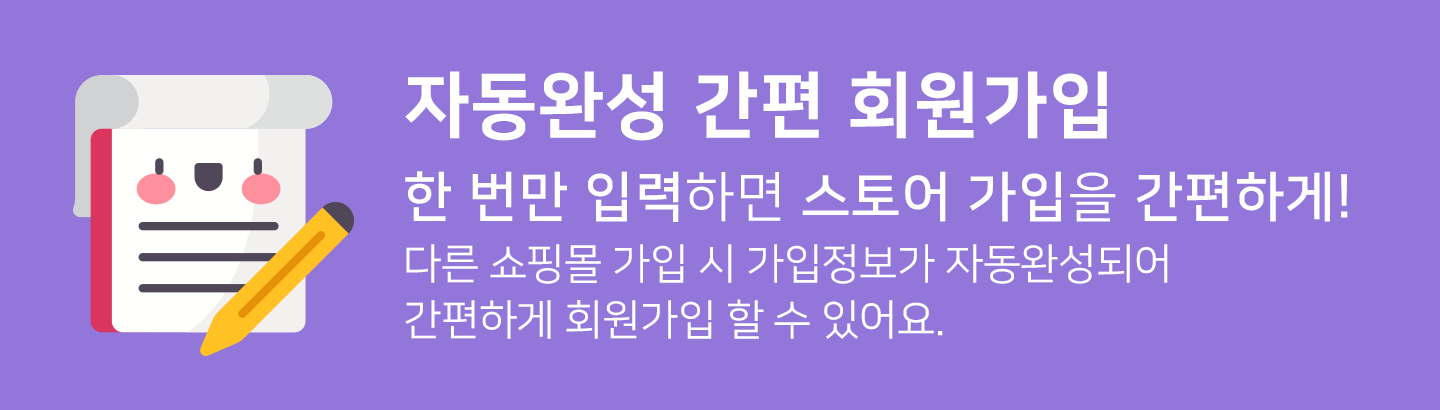 자동완성 간편 회원가입
한 번만 입력하면 스토어 가입을 간편하게!
다른 쇼핑몰 가입 시 가입정보가 자동완성되어
간편하게 회원가입 할 수 있어요.